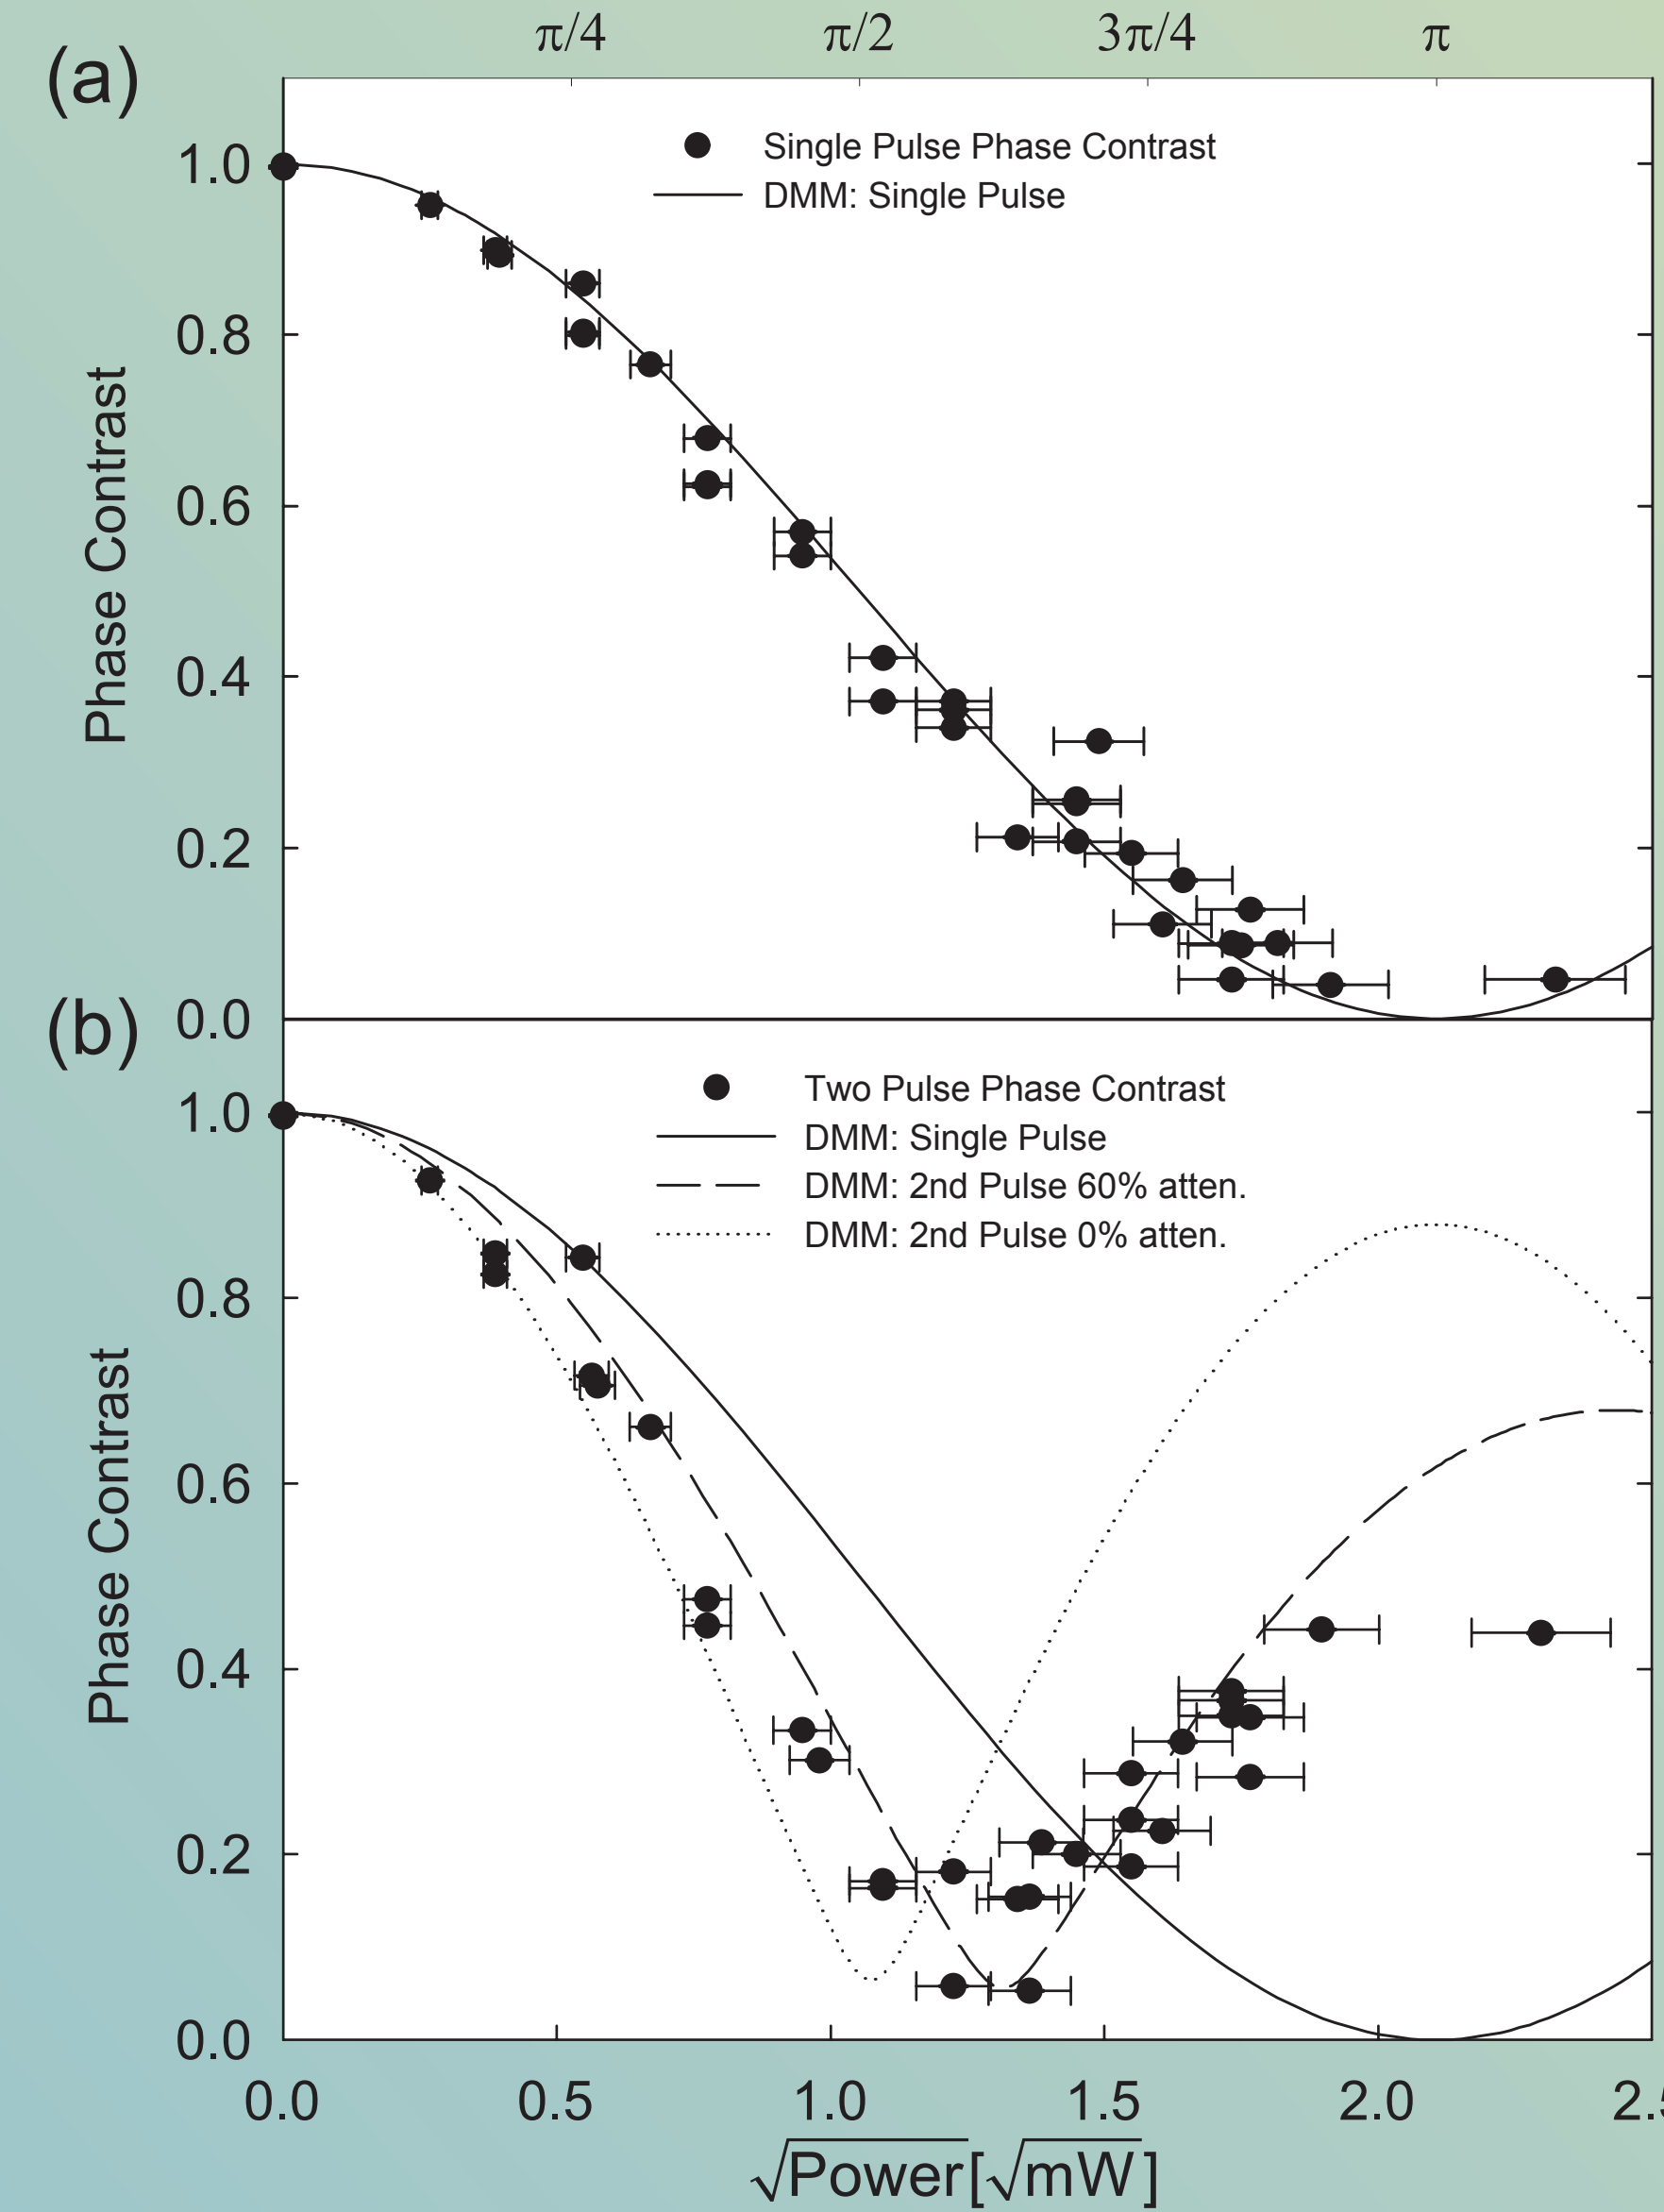 π/4 π/2 3π/4 π
(a)
Single Pulse Phase Contrast
DMM: Single Pulse
1.0
0.8
0.6
0.4
0.2
0.0
Phase Contrast
(b)
Two Pulse Phase Contrast
DMM: Single Pulse
DMM: 2nd Pulse 60% atten.
DMM: 2nd Pulse 0% atten.
1.0
0.8
0.6
0.4
0.2
0.0
Phase Contrast
0.0 0.5 1.0 1.5 2.0
√Power[√mW]